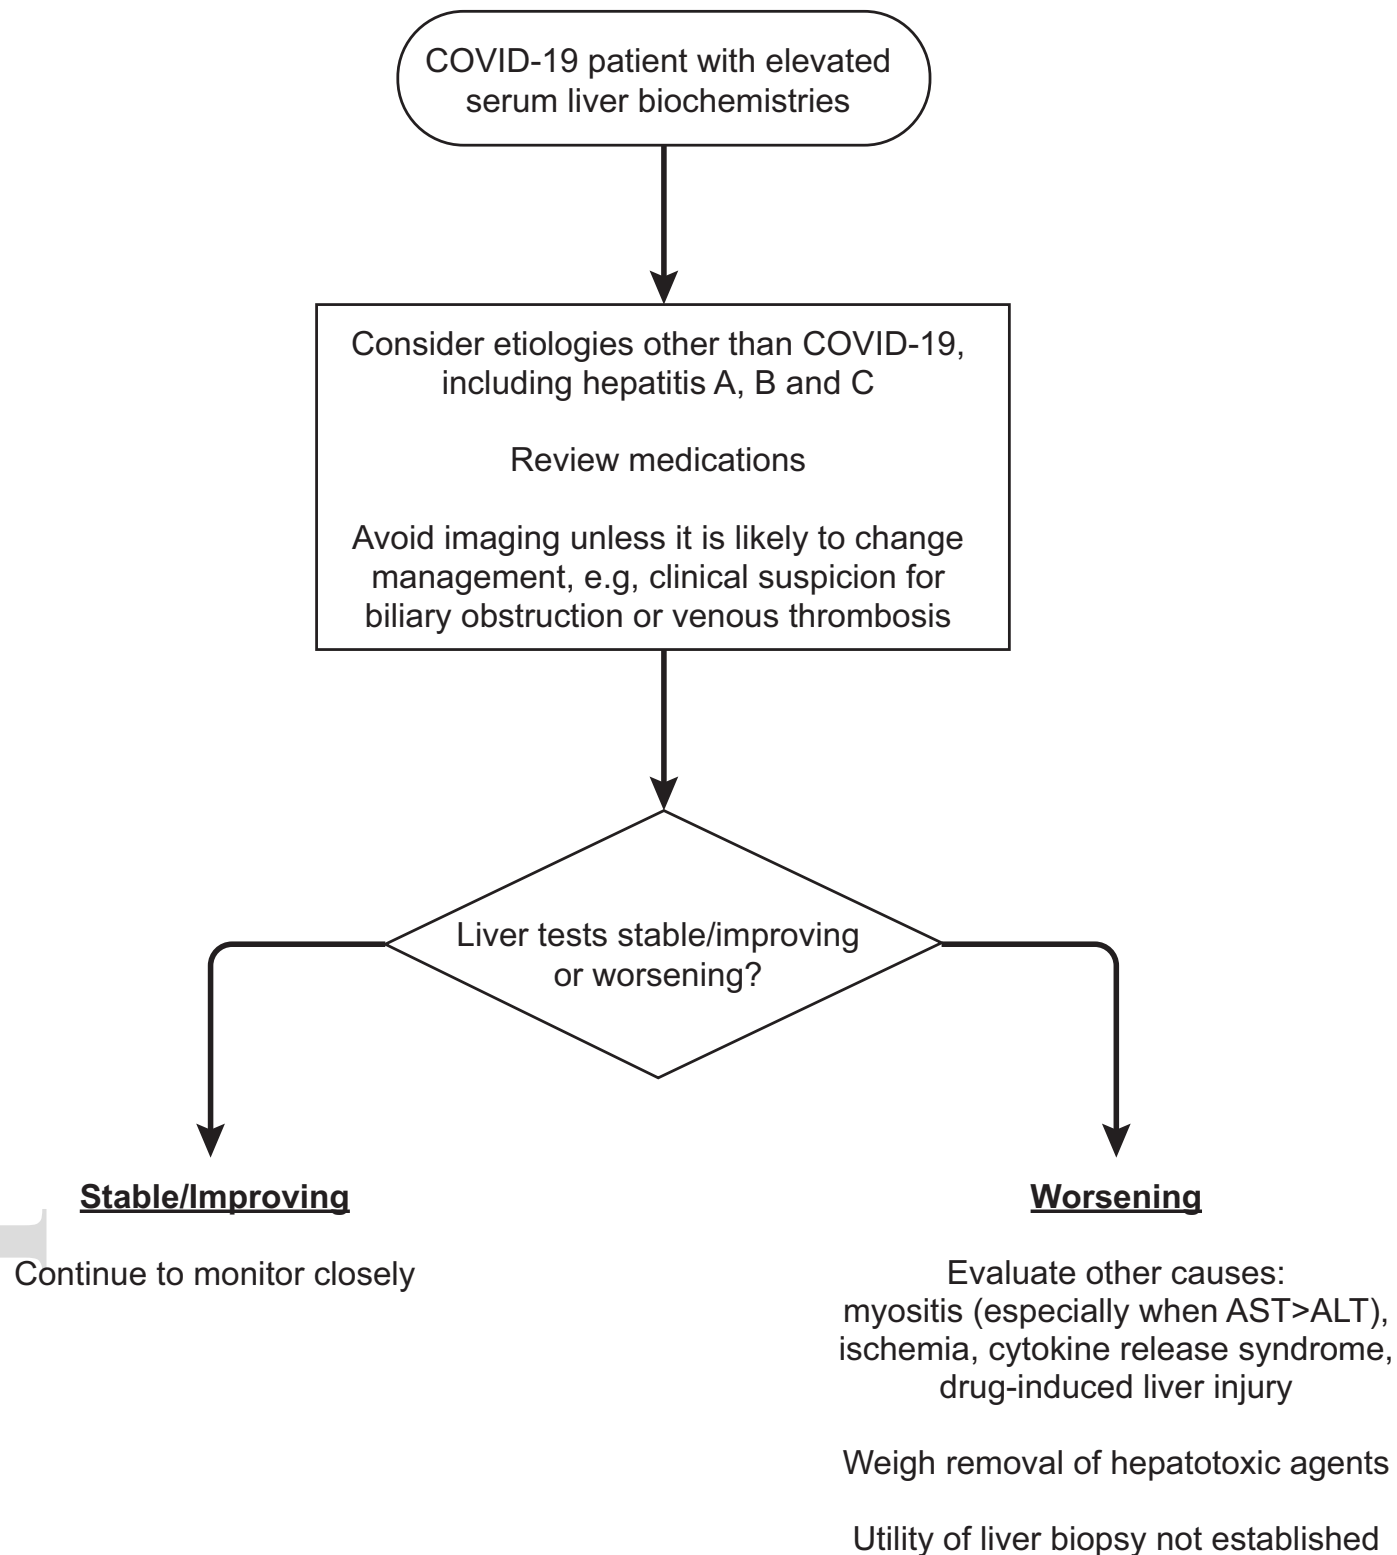 COVID-19 patient with elevated
serum liver biochemistries
Consider etiologies other than COVID-19,
including hepatitis A, B and C
Review medications
Avoid imaging unless it is likely to change
management, e.g, clinical suspicion for
biliary obstruction or venous thrombosis
Liver tests stable/improving
or worsening?
Stable/Improving
Continue to monitor closely
Worsening
Evaluate other causes:
myositis (especially when AST>ALT),
ischemia, cytokine release syndrome,
drug-induced liver injury
Weigh removal of hepatotoxic agents
Utility of liver biopsy not established